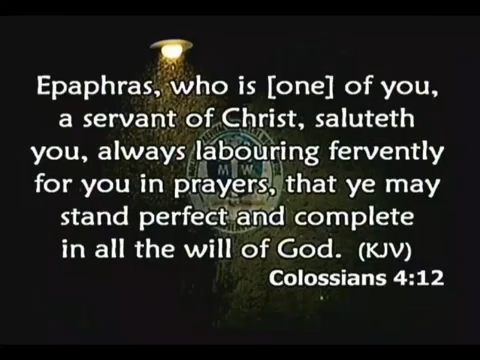 Epaphras, who is [one] of you,
a servant of Christ, saluteth
you, always labouring fervently
for you in prayers, that ye may
stand perfect and complete
in all the will of God. (KJV)
Colossians 4:12